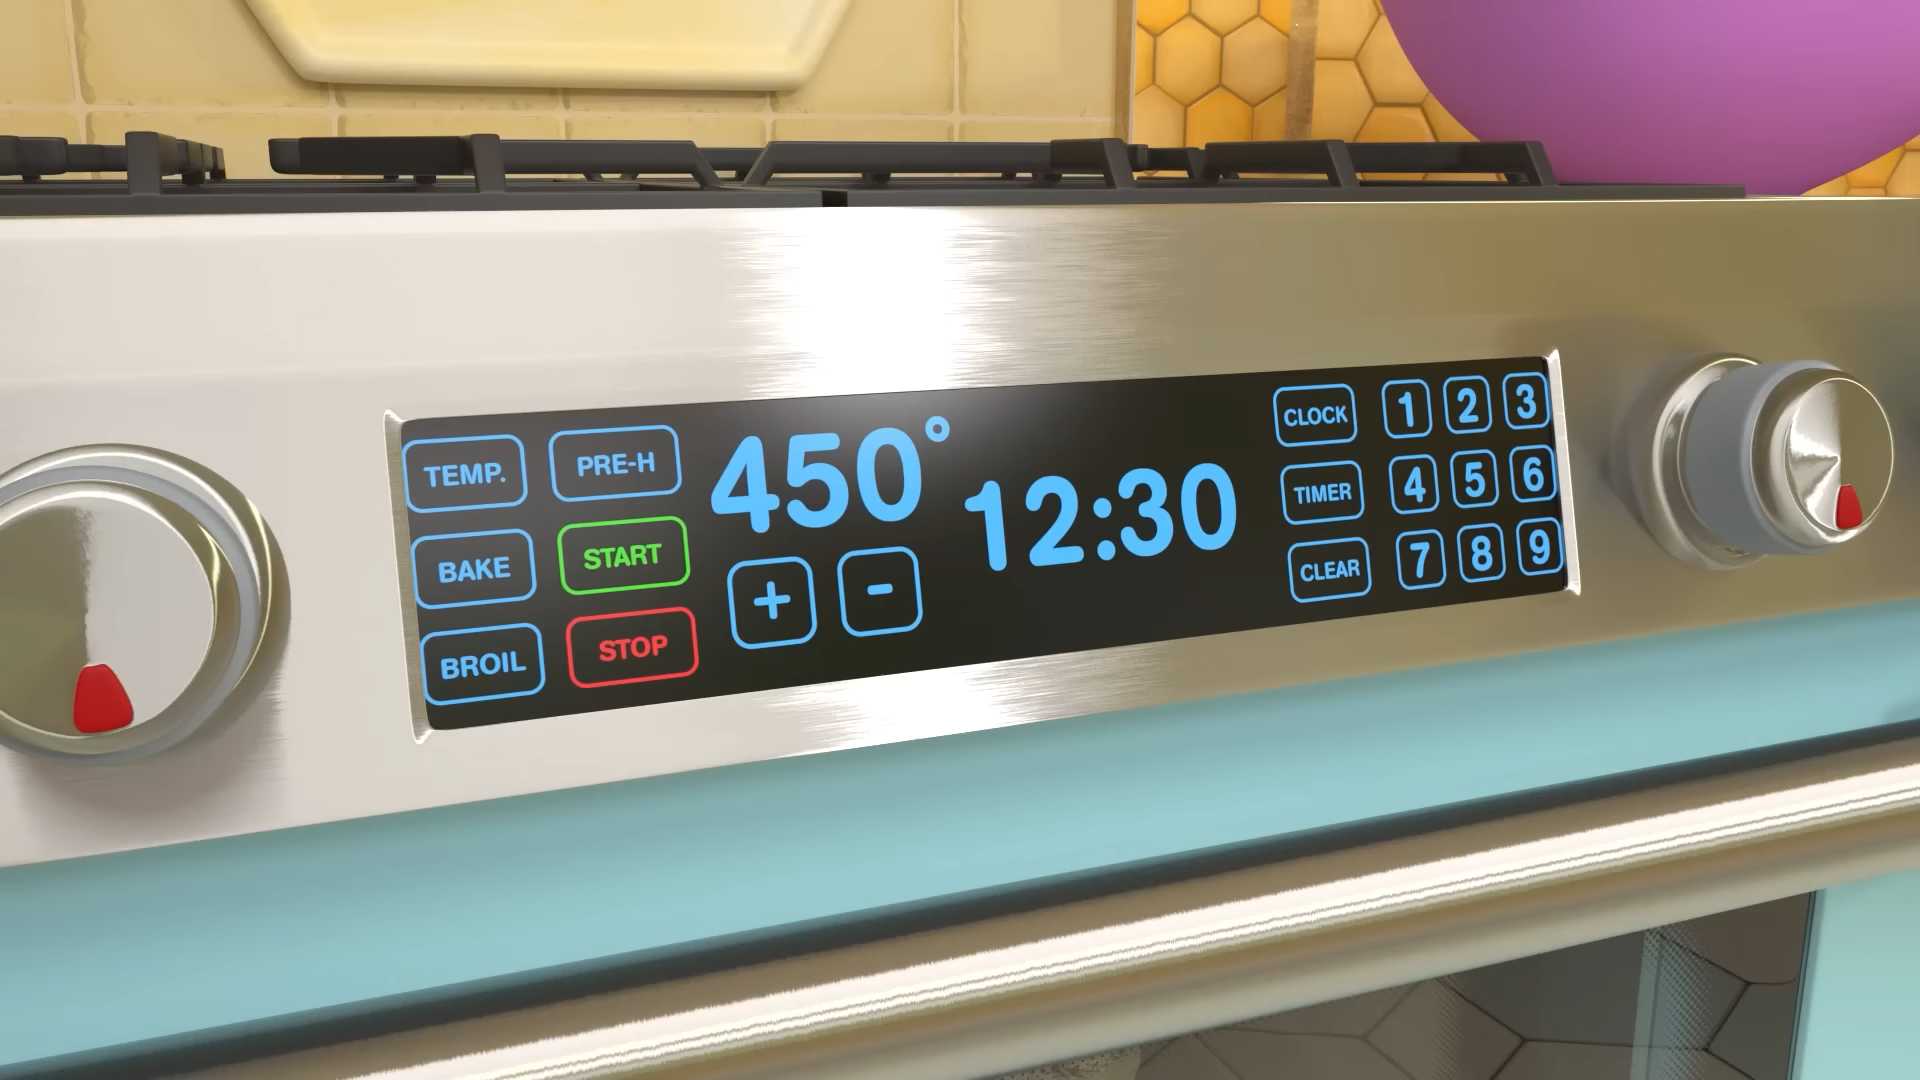 TEMP. PRE-H
BAKE START
BROIL STOP
450°
+ -
12:30
CLOCK 1 2 3
TIMER 4 5 6
CLEAR 7 8 9